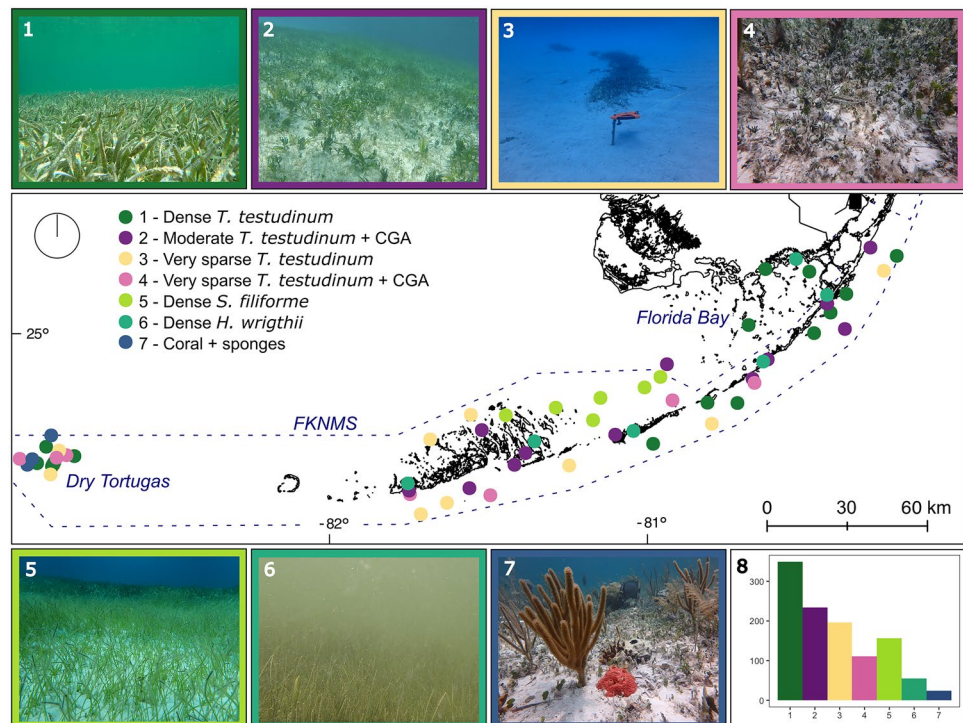 1
2
3
4
1 - Dense T. testudinum
2 - Moderate T. testudinum + CGA
3 - Very sparse T. testudinum
4 - Very sparse T. testudinum + CGA
5 - Dense S. filiforme
6 - Dense H. wrigthii
7 - Coral + sponges
Florida Bay
25°
FKNMS
Dry Tortugas
-82°
-81°
0 30 60 km
5
6
7
8
300
200
100
0
1 2 3 4 5 6 7